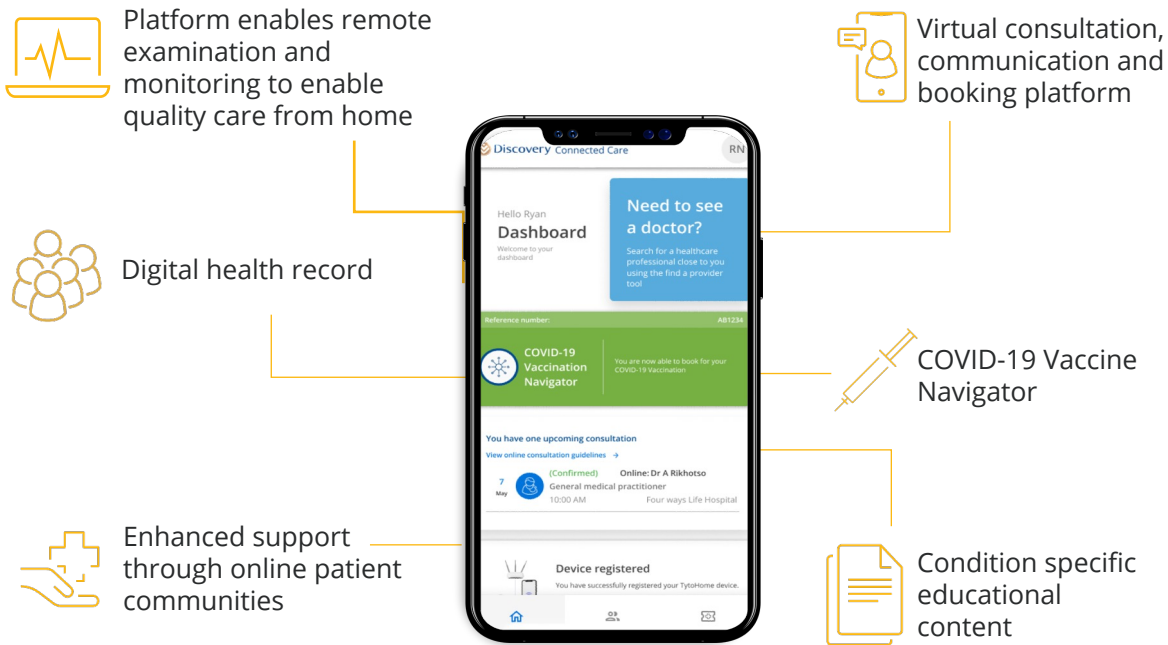 Platform enables remote
examination and
monitoring to enable
quality care from home
Digital health record
Enhanced support
through online patient
communities
Discovery Connected Care
RN
Hello Ryan
Dashboard
Welcome to your
dashboard
Need to see
a doctor?
Search for a healthcare
professional close to you
using the find a provider
tool
Reference number: AB1234
COVID-19
Vaccination
Navigator
You are now able to book for your
COVID-19 Vaccination
You have one upcoming consultation
View online consultation guidelines →
7
May
(Confirmed) Online: Dr A Rikhotso
General medical practitioner
10:00 AM Four ways Life Hospital
Device registered
You have successfully registered your TytoHome device.
Virtual consultation,
communication and
booking platform
COVID-19 Vaccine
Navigator
Condition specific
educational
content